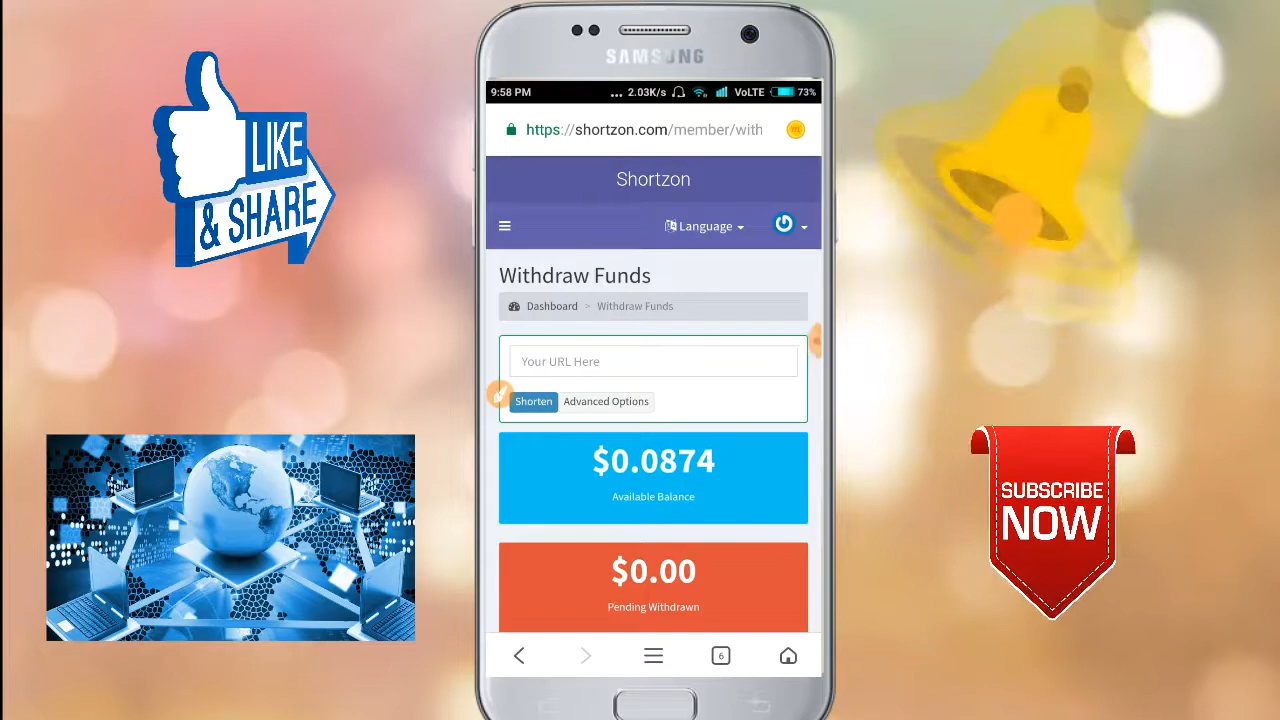 LIKE
& SHARE
SAMSUNG
9:58 PM
... 2.03K/s VoLTE 73%
https://shortzon.com/member/with
Shortzon
Language
Withdraw Funds
Dashboard > Withdraw Funds
Your URL Here
Shorten Advanced Options
$0.0874
Available Balance
$0.00
Pending Withdrawn
6
SUBSCRIBE
NOW